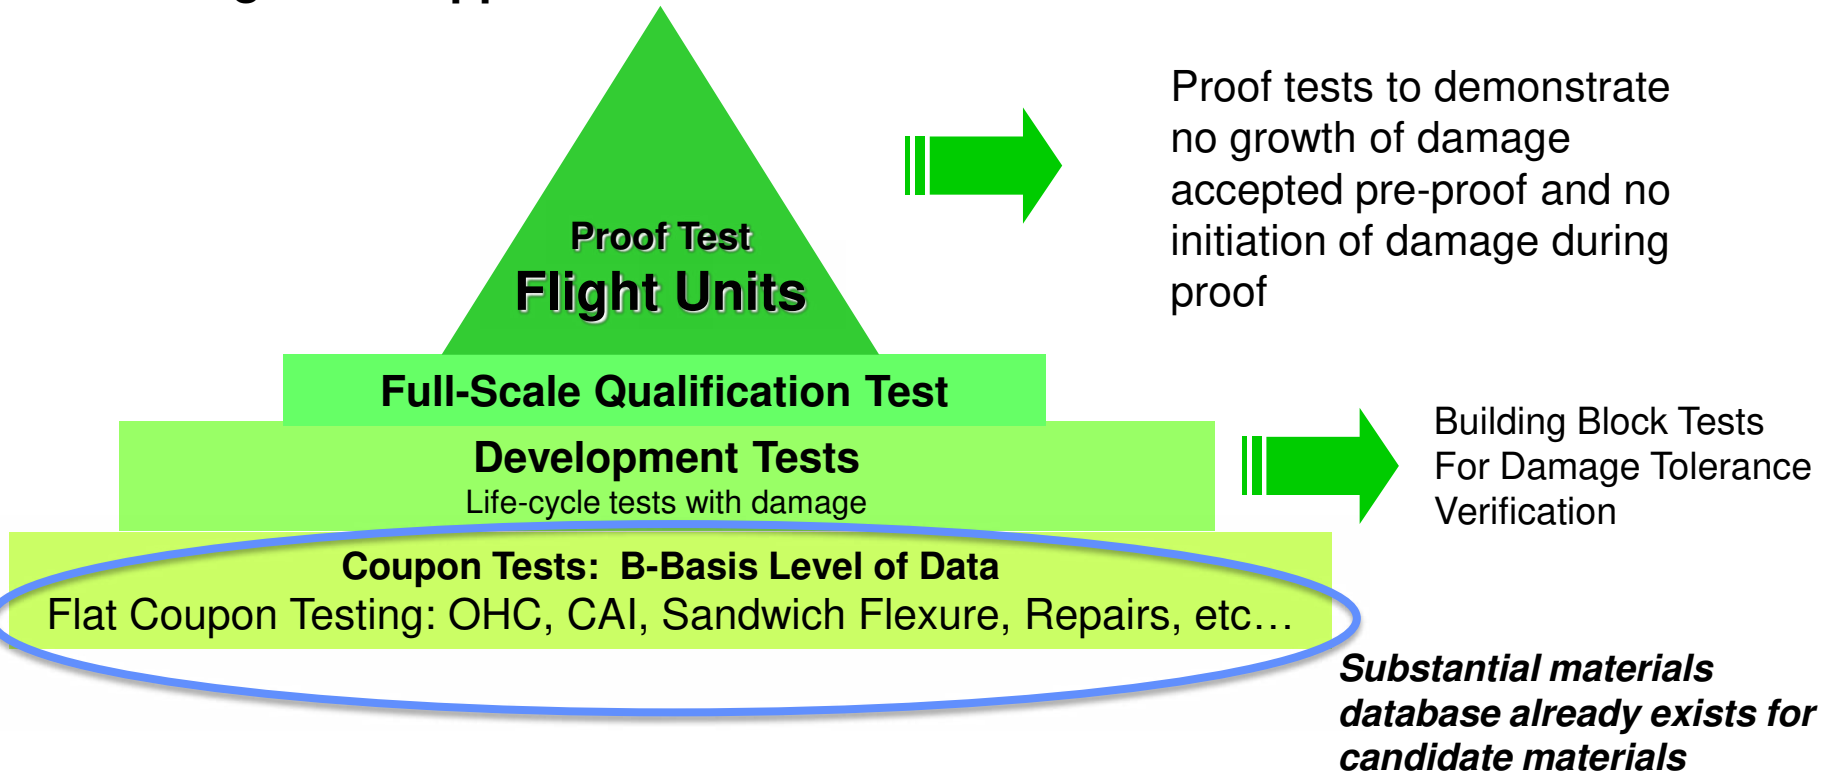 Proof tests to demonstrate
no growth of damage
accepted pre-proof and no
initiation of damage during
proof
Proof Test
Flight Units
Full-Scale Qualification Test
Development Tests
Life-cycle tests with damage
Building Block Tests
For Damage Tolerance
Verification
Coupon Tests: B-Basis Level of Data
Flat Coupon Testing: OHC, CAI, Sandwich Flexure, Repairs, etc…
Substantial materials
database already exists for
candidate materials